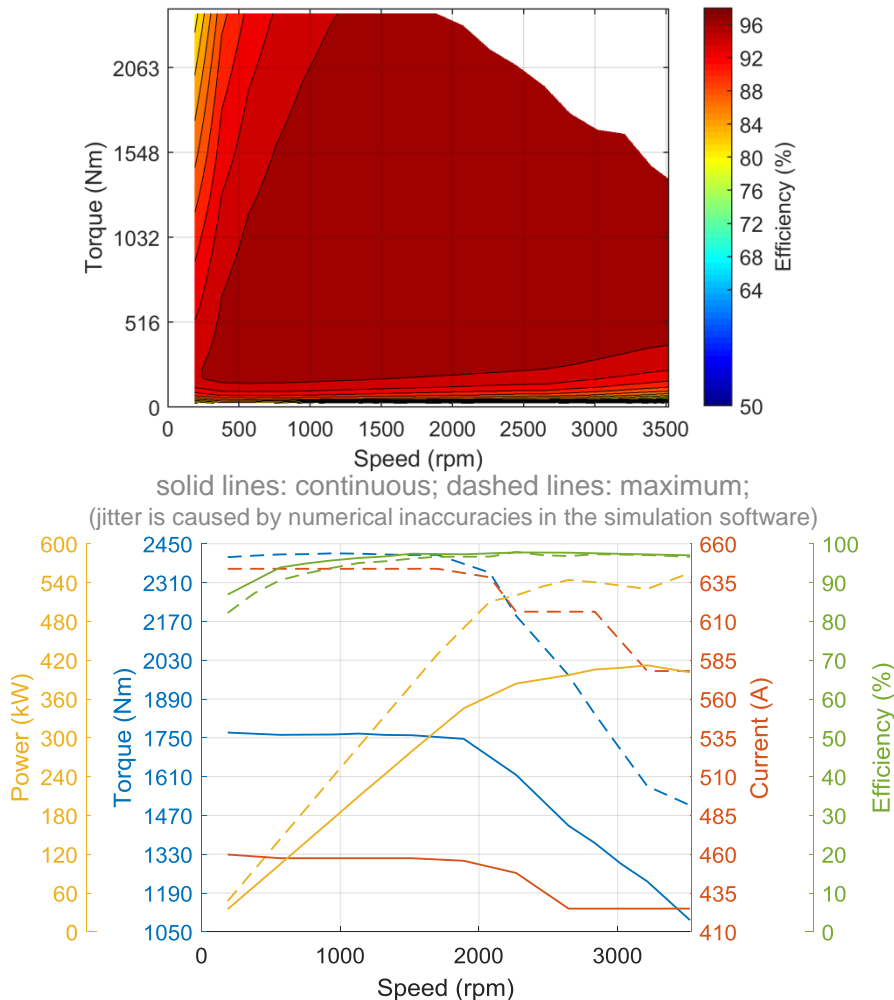 96
92
88
84
80
76
72
68
64
50
Efficiency (%)
2063
1548
1032
516
0
Torque (Nm)
0 500 1000 1500 2000 2500 3000 3500
Speed (rpm)
solid lines: continuous; dashed lines: maximum;
(jitter is caused by numerical inaccuracies in the simulation software)
600 2450 660 100
540 2310 635 90
480 2170 610 80
420 2030 585 70
360 1890 560 60
300 1750 535 50
240 1610 510 40
180 1470 485 30
120 1330 460 20
60 1190 435 10
0 1050 410 0
Power (kW)
Torque (Nm)
Current (A)
Efficiency (%)
0 1000 2000 3000
Speed (rpm)